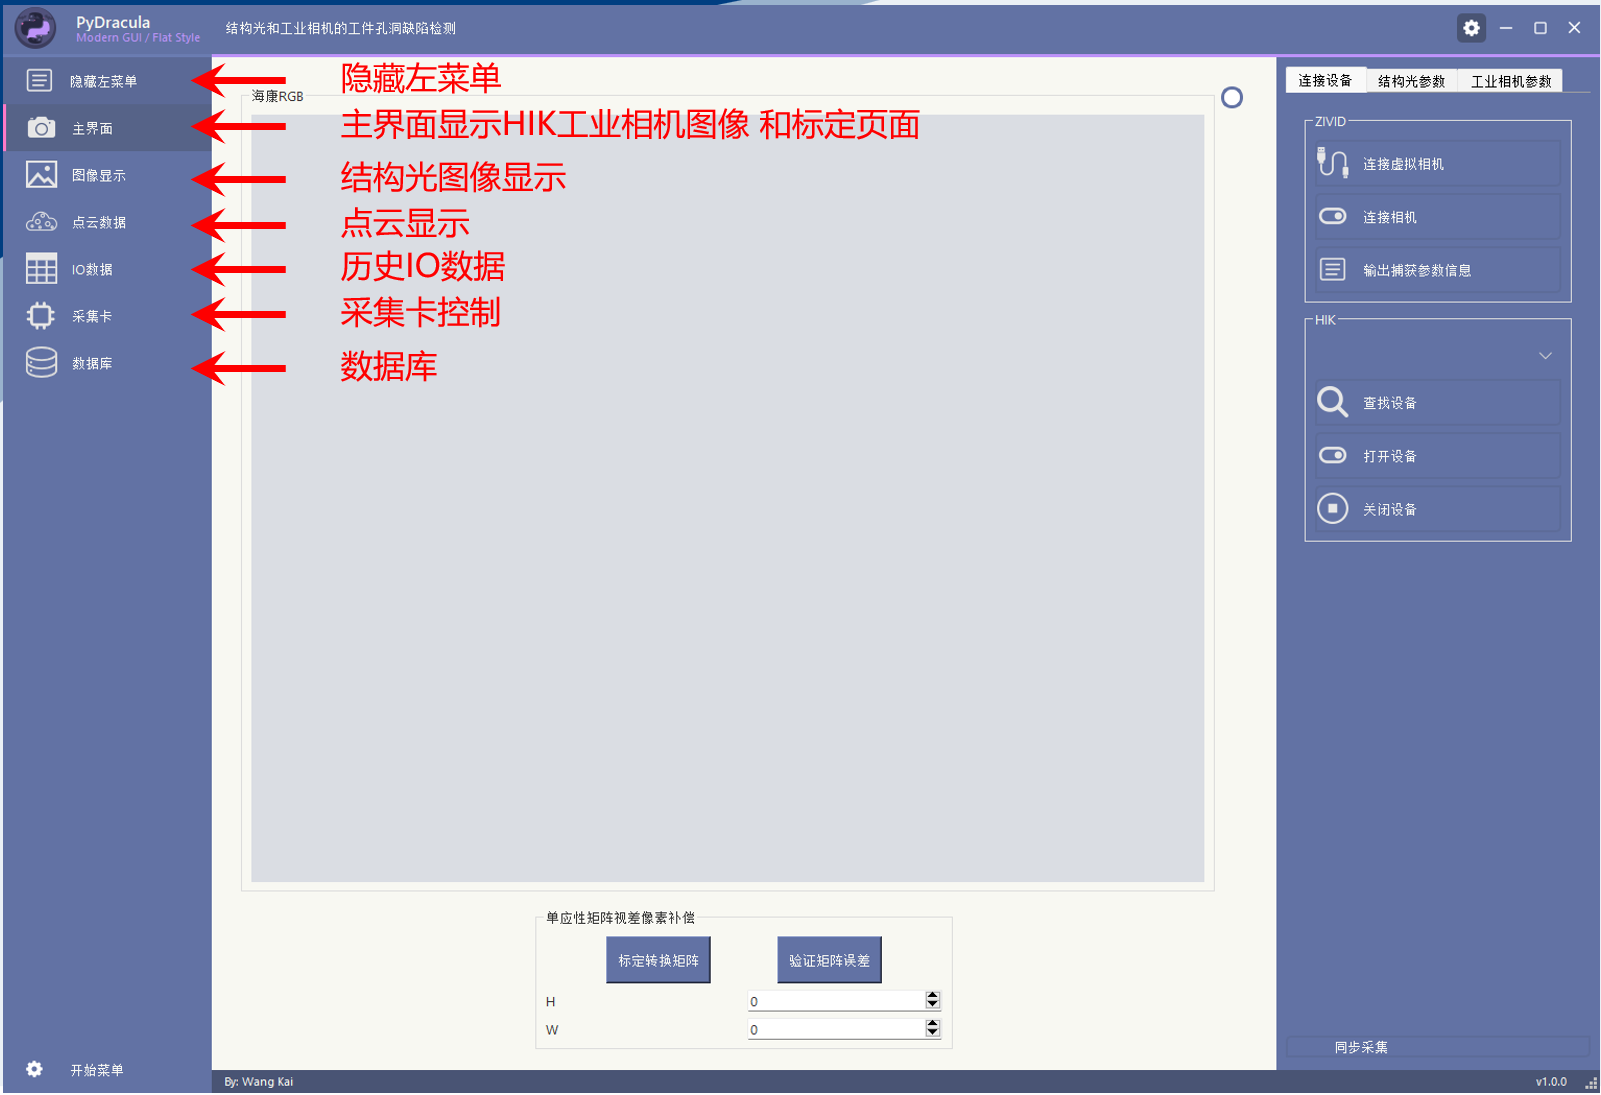 PyDracula
Modern GUI / Flat Style
结构光和工业相机的工件孔洞缺陷检测
隐藏左菜单
主界面
图像显示
点云数据
IO数据
采集卡
数据库
开始菜单
隐藏左菜单
海康RGB
主界面显示HIK工业相机图像 和标定页面
结构光图像显示
点云显示
历史IO数据
采集卡控制
数据库
单应性矩阵视差像素补偿
标定转换矩阵
验证矩阵误差
H 0
W 0
连接设备 结构光参数 工业相机参数
ZIVID
连接虚拟相机
连接相机
输出捕获参数信息
HIK
查找设备
打开设备
关闭设备
同步采集
By: Wang Kai
v1.0.0